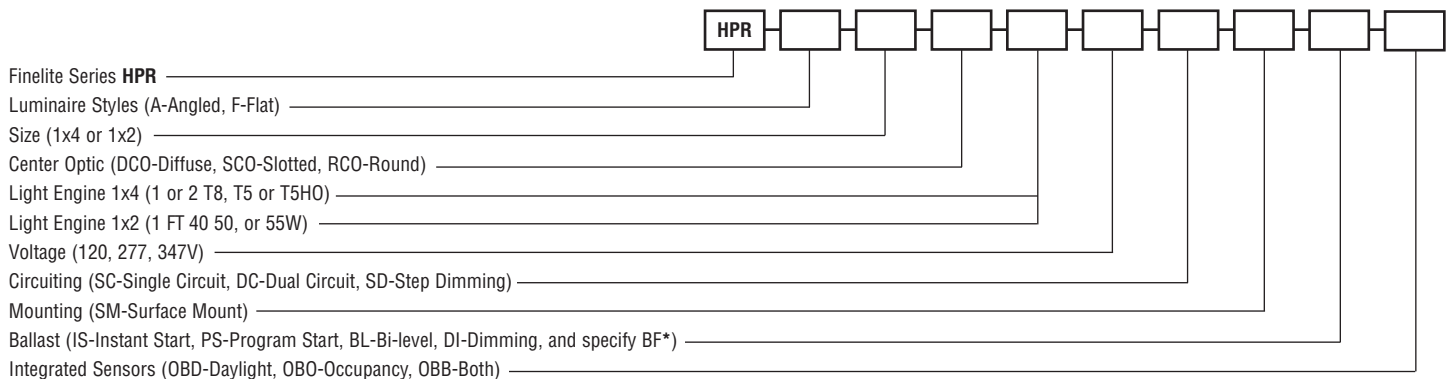 HPR
Finelite Series HPR
Luminaire Styles (A-Angled, F-Flat)
Size (1x4 or 1x2)
Center Optic (DCO-Diffuse, SCO-Slotted, RCO-Round)
Light Engine 1x4 (1 or 2 T8, T5 or T5HO)
Light Engine 1x2 (1 FT 40 50, or 55W)
Voltage (120, 277, 347V)
Circuiting (SC-Single Circuit, DC-Dual Circuit, SD-Step Dimming)
Mounting (SM-Surface Mount)
Ballast (IS-Instant Start, PS-Program Start, BL-Bi-level, DI-Dimming, and specify BF*)
Integrated Sensors (OBD-Daylight, OBO-Occupancy, OBB-Both)